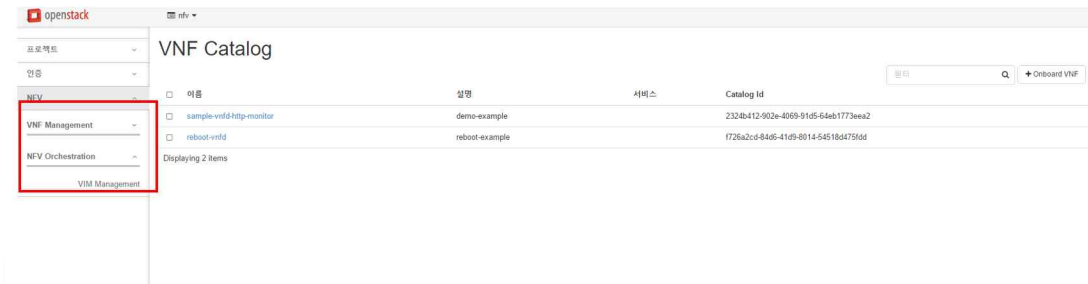 openstack
nfv
프로젝트
인증
NFV
VNF Management
NFV Orchestration
VIM Management
VNF Catalog
필터
+ Onboard VNF
이름 설명 서비스 Catalog Id
sample-vnfd-http-monitor demo-example 2324b412-902e-4069-91d5-64eb1773eea2
reboot-vnfd reboot-example f726a2cd-84d6-41d9-8014-54518d475fdd
Displaying 2 items